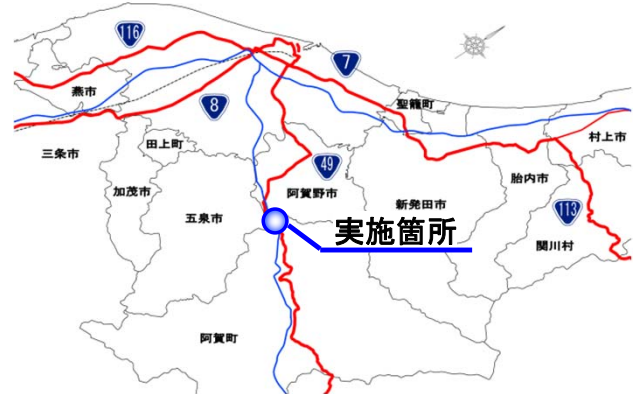 116
7
燕市
8
聖籠町
村上市
三条市
田上町
49
胎内市
加茂市
阿賀野市
新発田市
五泉市
113
実施箇所
関川村
阿賀町